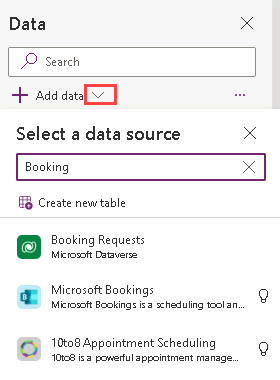 Data
Search
Add data
Select a data source
Booking
Create new table
Booking Requests
Microsoft Dataverse
Microsoft Bookings
Microsoft Bookings is a scheduling tool an...
10to8 Appointment Scheduling
10to8 is a powerful appointment manage...